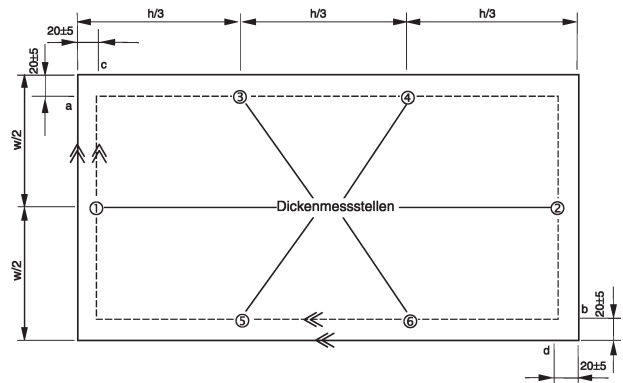 h/3 h/3 h/3
20±5
c
20±5
a
③ ④
w/2
① Dickenmessstellen ②
w/2
b
20±5
⑤ ⑥
d
20±5